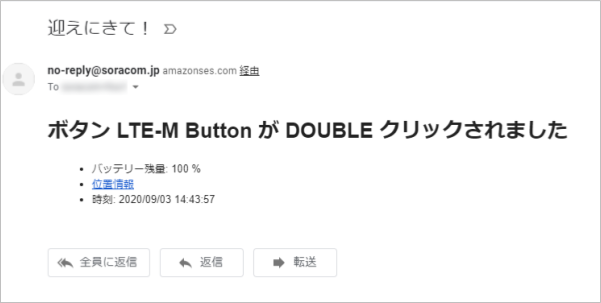 迎えにきて！
no-reply@soracom.jp amazonses.com 経由
To
ボタン LTE-M Button が DOUBLE クリックされました
バッテリー残量: 100 %
位置情報
時刻: 2020/09/03 14:43:57
全員に返信 返信 転送